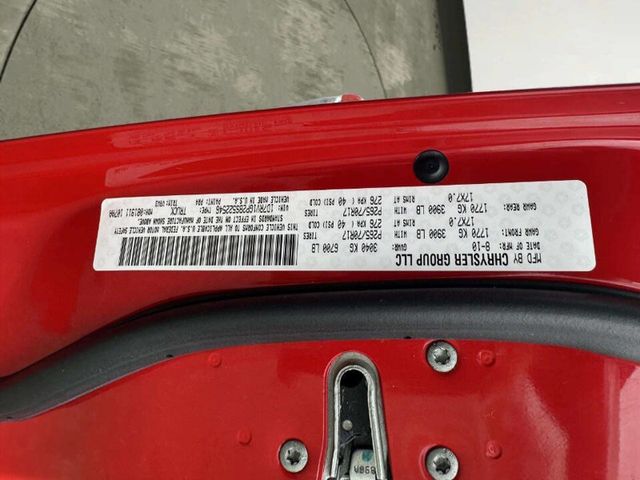 MFD BY CHRYSLER GROUP LLC
DATE OF MFR: 8-10 GVWR: 3040 KG 6700 LB
GAWR FRONT: 1770 KG 3900 LB WITH P265/70R17
17X7.0 RIMS AT 276 KPA ( 40 PSI) COLD
GAWR REAR: 1770 KG 3900 LB WITH P265/70R17
17X7.0 RIMS AT 276 KPA ( 40 PSI) COLD
THIS VEHICLE CONFORMS TO ALL APPLICABLE U.S.A. FEDERAL MOTOR VEHICLE SAFETY
STANDARDS IN EFFECT ON THE DATE OF MANUFACTURE SHOWN ABOVE.
VIN: TYPE: TRUCK
VEHICLE MADE IN U.S.A. PAINT: TRIM: